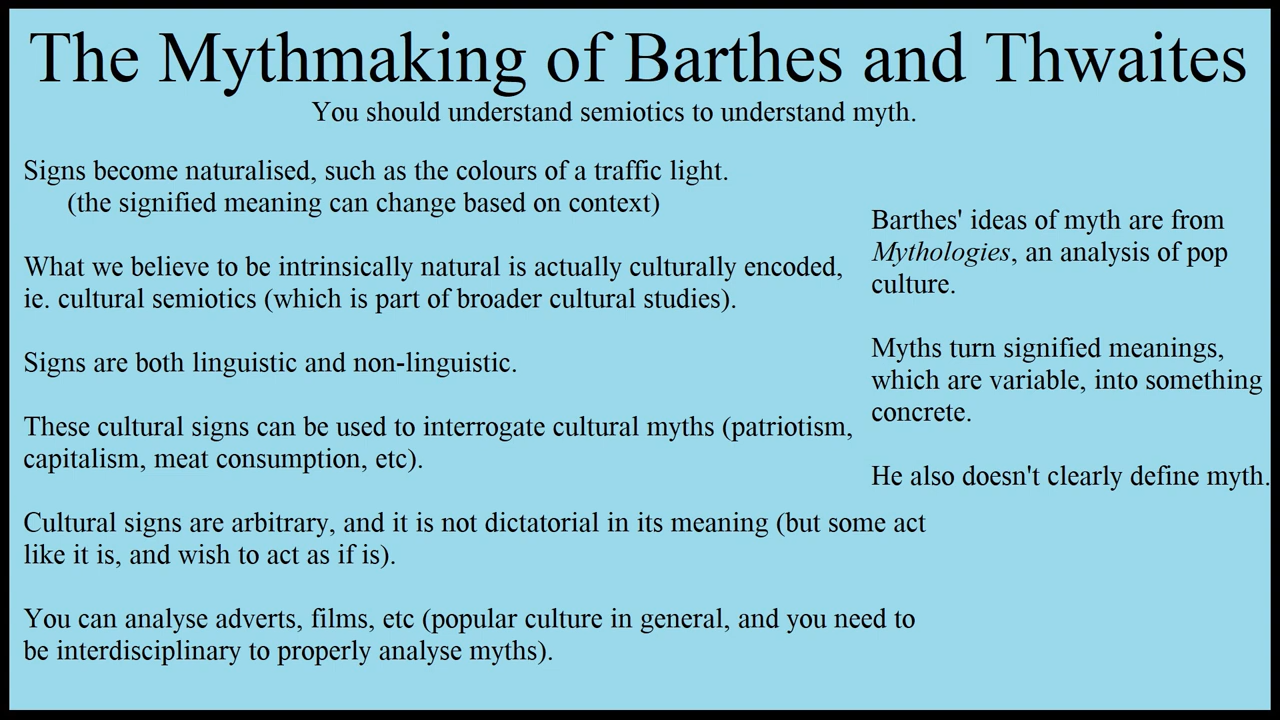 The Mythmaking of Barthes and Thwaites
You should understand semiotics to understand myth.
Signs become naturalised, such as the colours of a traffic light.
(the signified meaning can change based on context)
What we believe to be intrinsically natural is actually culturally encoded,
ie. cultural semiotics (which is part of broader cultural studies).
Signs are both linguistic and non-linguistic.
These cultural signs can be used to interrogate cultural myths (patriotism,
capitalism, meat consumption, etc).
Cultural signs are arbitrary, and it is not dictatorial in its meaning (but some act
like it is, and wish to act as if is).
You can analyse adverts, films, etc (popular culture in general, and you need to
be interdisciplinary to properly analyse myths).
Barthes' ideas of myth are from
Mythologies, an analysis of pop
culture.
Myths turn signified meanings,
which are variable, into something
concrete.
He also doesn't clearly define myth.